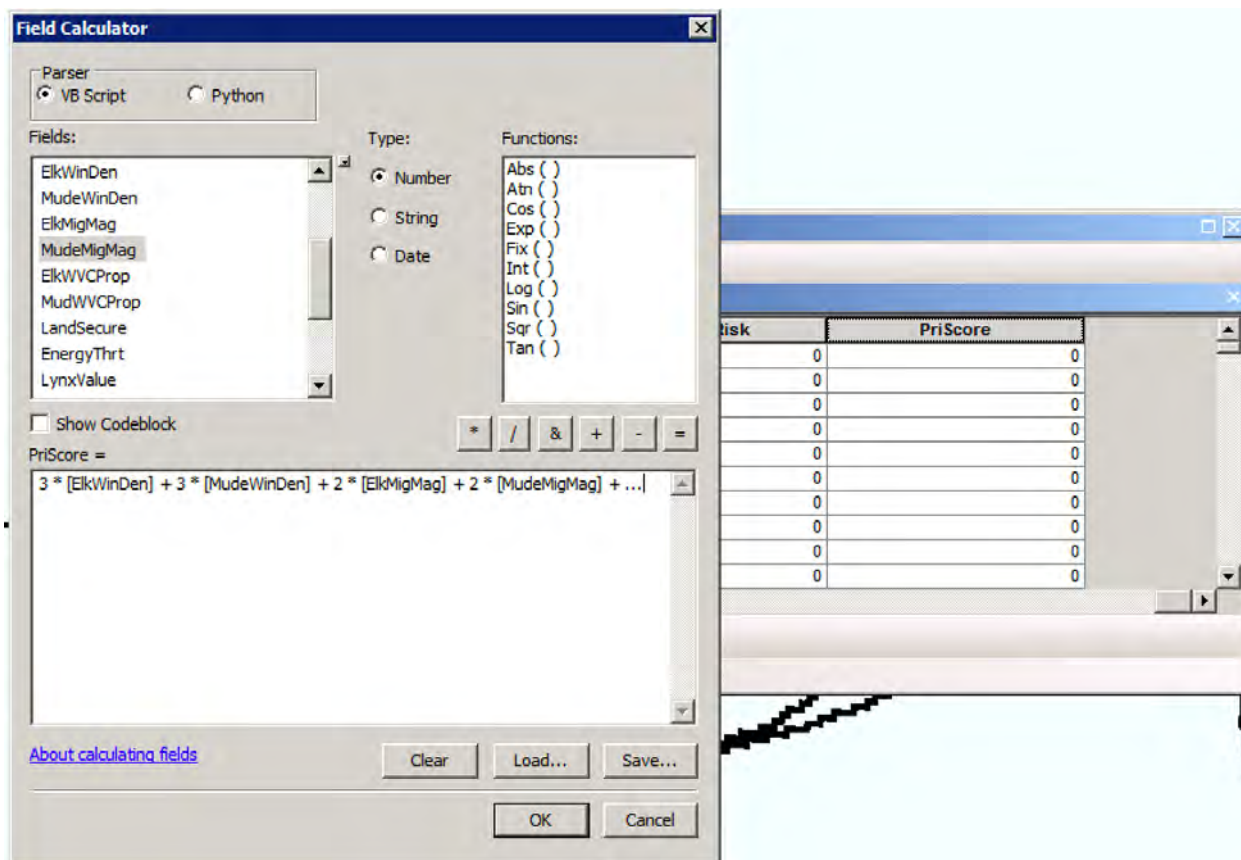 Field Calculator
Parser
VB Script Python
Fields: Type: Functions:
ElkWinDen
MudeWinDen
ElkMigMag
MudeMigMag
ElkWVCProp
MudWVCProp
LandSecure
EnergyThrt
LynxValue
Number
String
Date
Abs ( )
Atn ( )
Cos ( )
Exp ( )
Fix ( )
Int ( )
Log ( )
Sin ( )
Sqr ( )
Tan ( )
Show Codeblock
* / & + - =
PriScore =
3 * [ElkWinDen] + 3 * [MudeWinDen] + 2 * [ElkMigMag] + 2 * [MudeMigMag] + ...
About calculating fields
Clear Load... Save...
OK Cancel
Risk PriScore
0 0
0 0
0 0
0 0
0 0
0 0
0 0
0 0
0 0
0 0